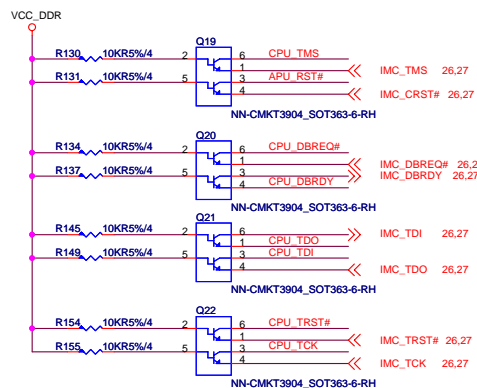 VCC_DDR
Q19
R130 10KR5%/4 2 6 CPU_TMS
1 IMC_TMS 26,27
R131 10KR5%/4 5 3 APU_RST#
4 IMC_CRST# 26,27
NN-CMKT3904_SOT363-6-RH
Q20
R134 10KR5%/4 2 6 CPU_DBREQ#
1 IMC_DBREQ# 26,2
R137 10KR5%/4 5 3 IMC_DBRDY 26,27
4 CPU_DBRDY
NN-CMKT3904_SOT363-6-RH
Q21
R145 10KR5%/4 2 6 IMC_TDI 26,27
1 CPU_TDO
R149 10KR5%/4 5 3 CPU_TDI
4 IMC_TDO 26,27
NN-CMKT3904_SOT363-6-RH
Q22
R154 10KR5%/4 2 6 CPU_TRST#
1 IMC_TRST# 26,27
R155 10KR5%/4 5 3 CPU_TCK
4 IMC_TCK 26,27
NN-CMKT3904_SOT363-6-RH